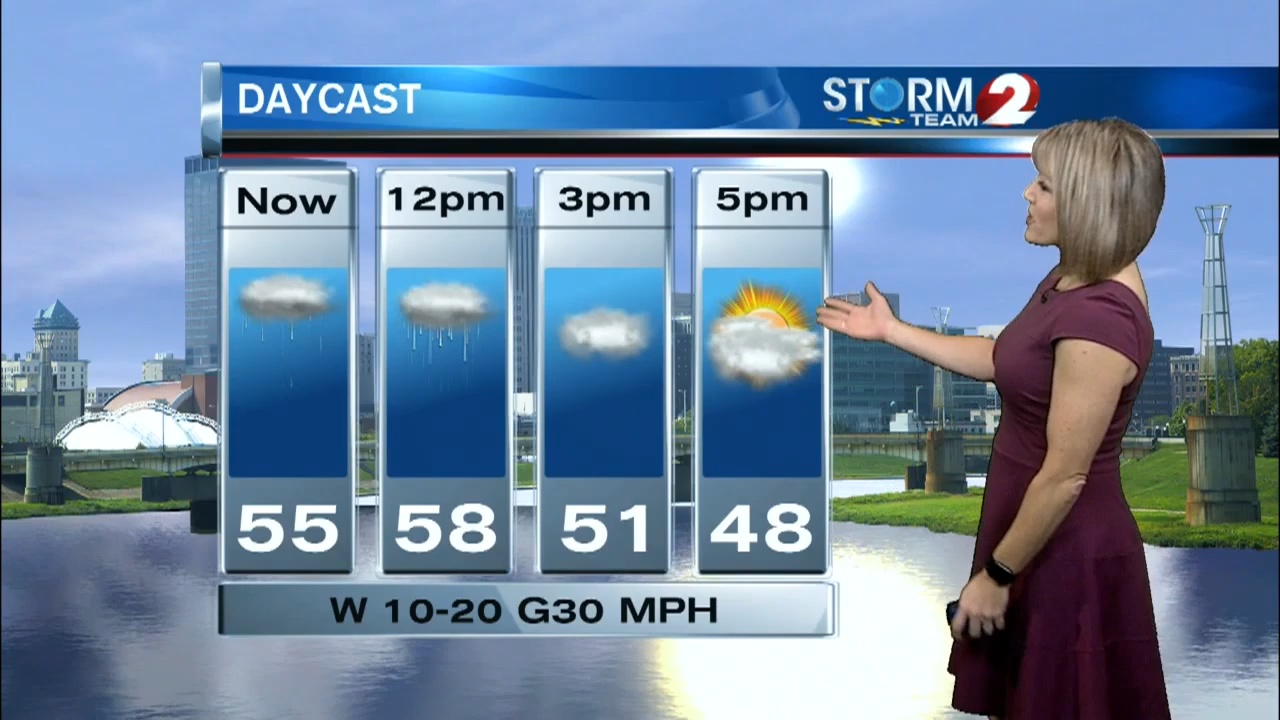 DAYCAST
STORM
TEAM 2
Now 12pm 3pm 5pm
55 58 51 48
W 10-20 G30 MPH